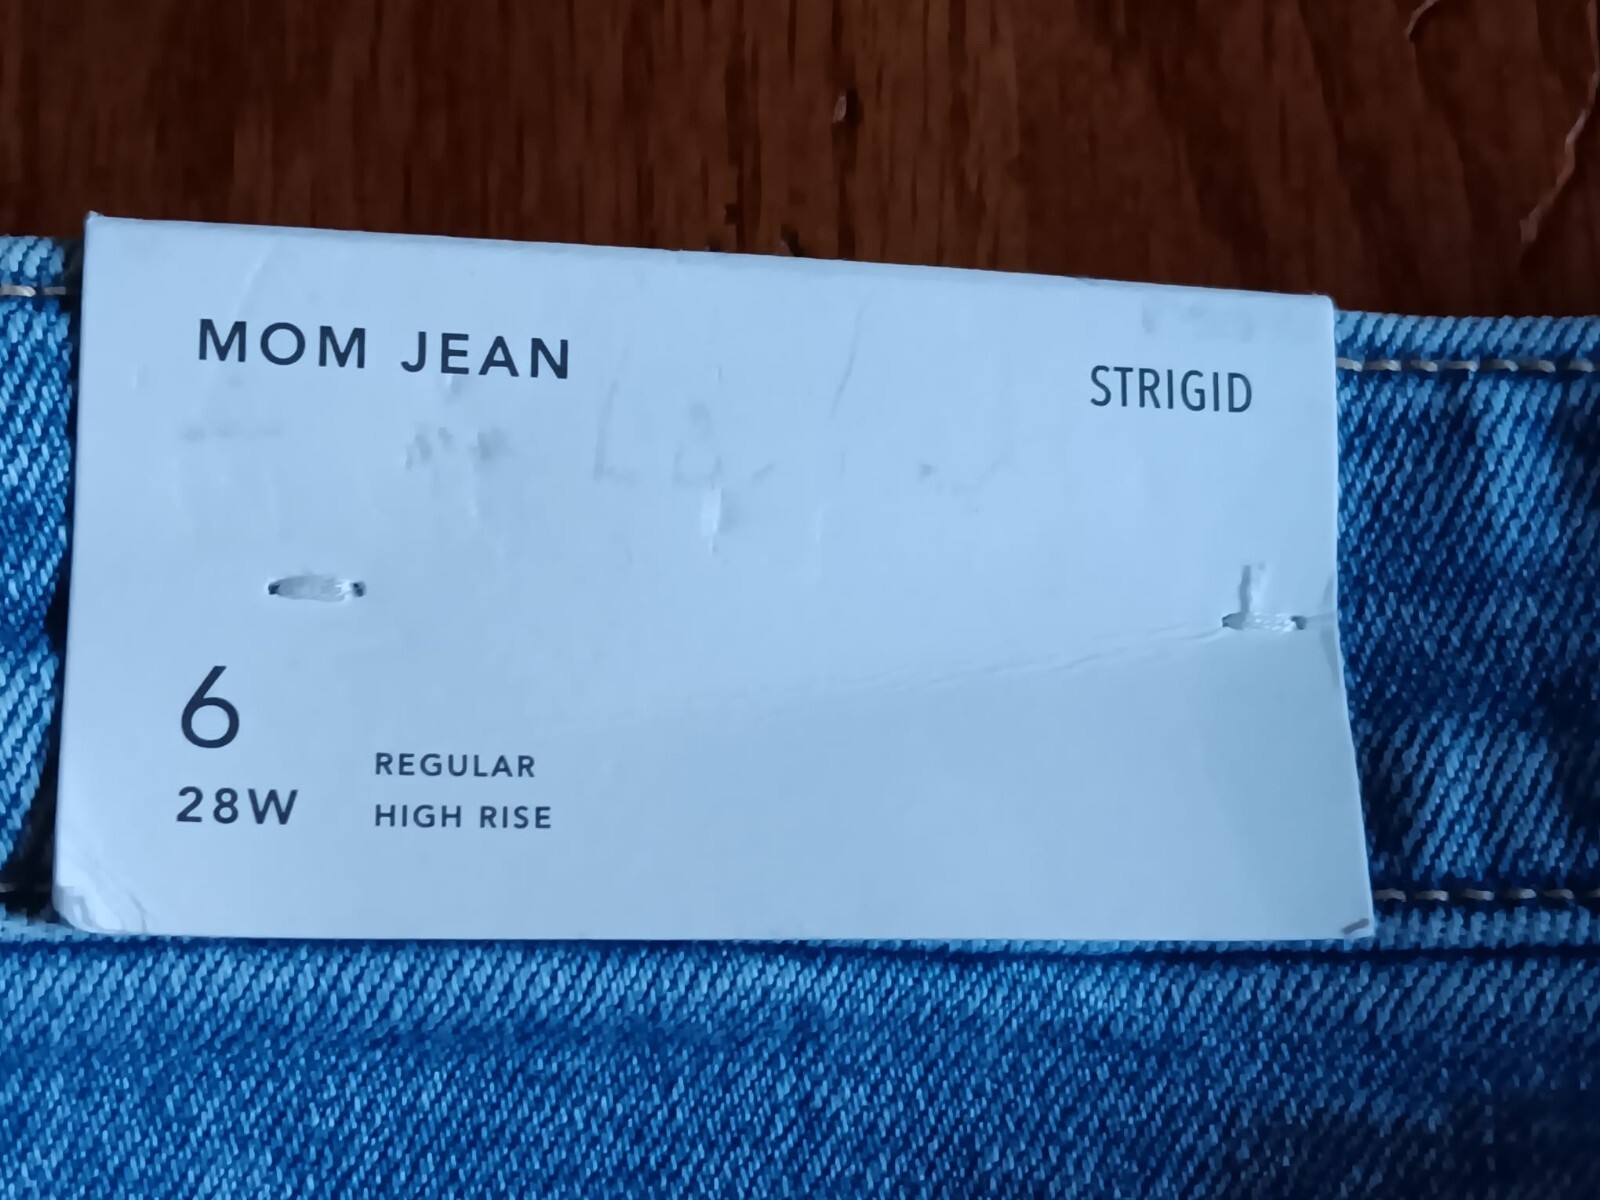 MOM JEAN
STRIGID
6
28W
REGULAR
HIGH RISE